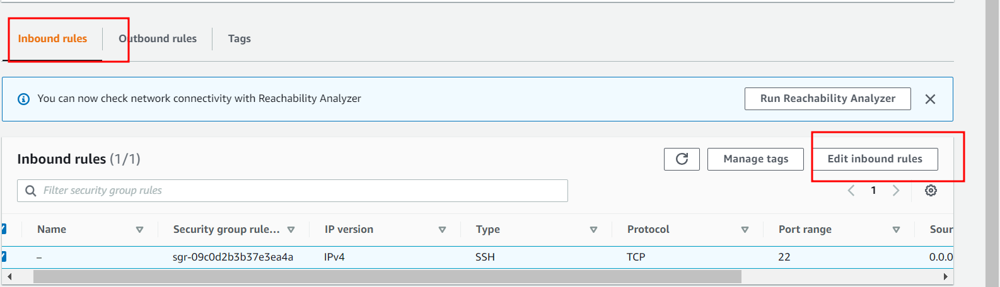 Inbound rules Outbound rules Tags
You can now check network connectivity with Reachability Analyzer Run Reachability Analyzer
Inbound rules (1/1) Manage tags Edit inbound rules
Filter security group rules 1
Name Security group rule... IP version Type Protocol Port range Sour
– sgr-09c0d2b3b37e3ea4a IPv4 SSH TCP 22 0.0.0